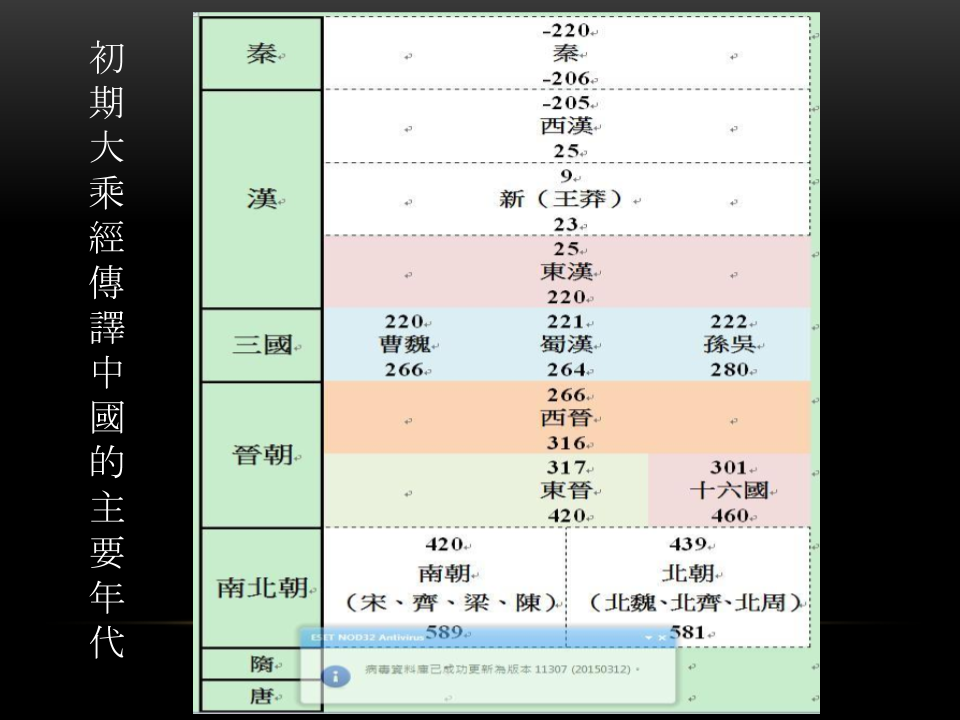 初期大乘經傳譯中國的主要年代
秦
-220
秦
-206
漢
-205
西漢
25
9
新（王莽）
23
25
東漢
220
三國
220
曹魏
266
221
蜀漢
264
222
孫吳
280
晉朝
266
西晉
316
317
東晉
420
301
十六國
460
南北朝
420
南朝
（宋、齊、梁、陳）
589
439
北朝
（北魏、北齊、北周）
581
隋
唐
ESET NOD32 Antivirus
病毒資料庫已成功更新為版本 11307 (20150312)。